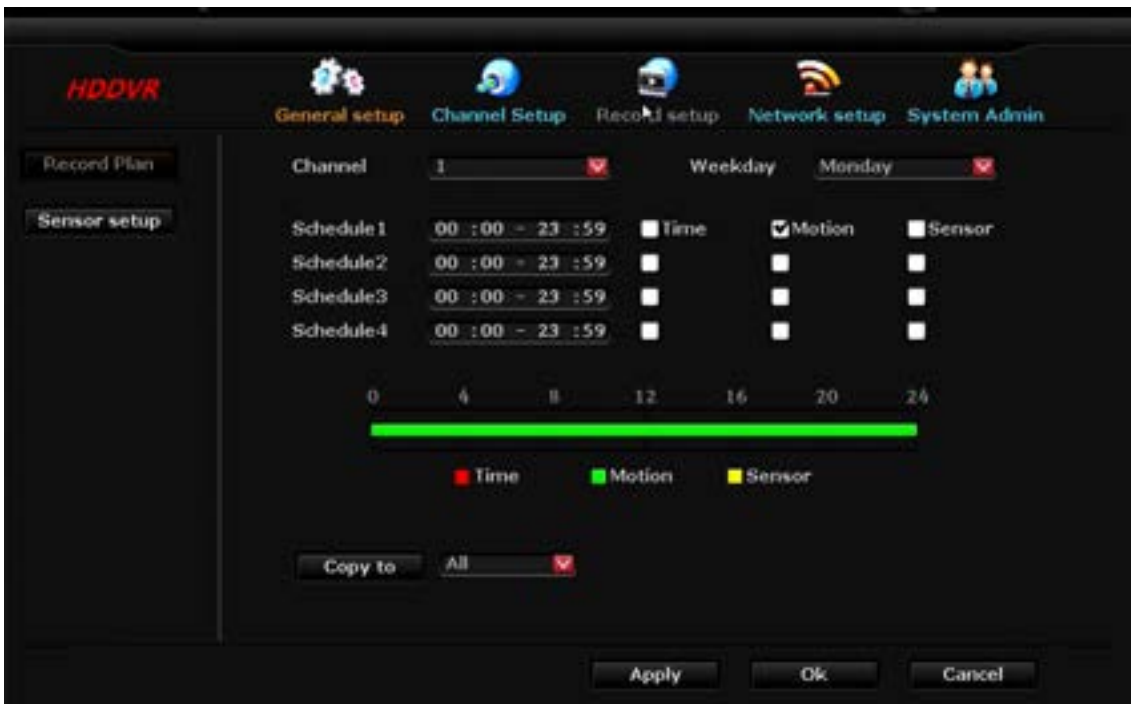 HDDVR
General setup Channel Setup Record setup Network setup System Admin
Record Plan
Sensor setup
Channel 1 Weekday Monday
Schedule1 00 :00 - 23 :59 Time Motion Sensor
Schedule2 00 :00 - 23 :59
Schedule3 00 :00 - 23 :59
Schedule4 00 :00 - 23 :59
0 4 8 12 16 20 24
Time Motion Sensor
Copy to All
Apply Ok Cancel